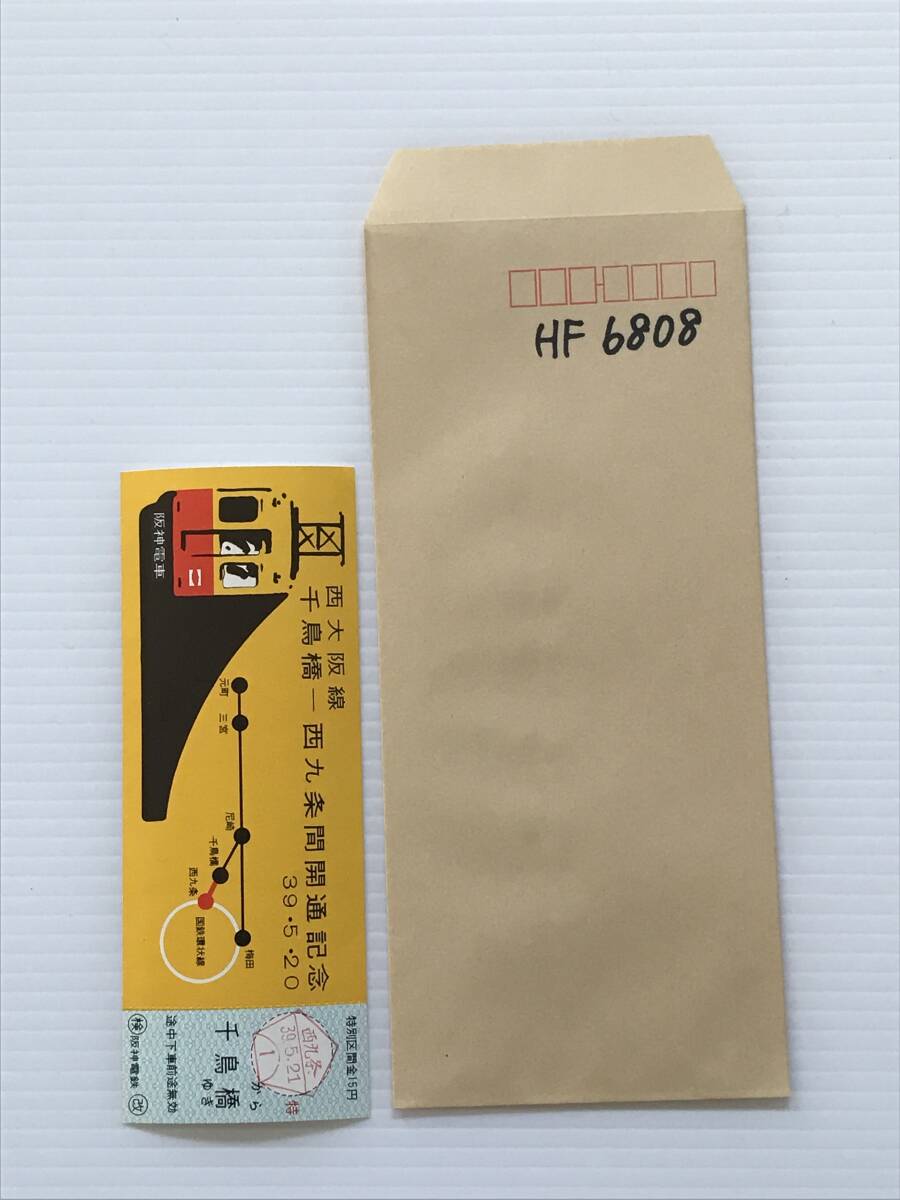 HF 6808
阪神電車
西大阪線
千鳥橋―西九条間開通記念
39・5・20
元町
三宮
尼崎
千鳥橋
西九条
国鉄環状線
梅田
特別区間金15円
西九条
39.5.21
1
特
から
千鳥橋ゆき
途中下車前途無効
検 阪神電鉄 改